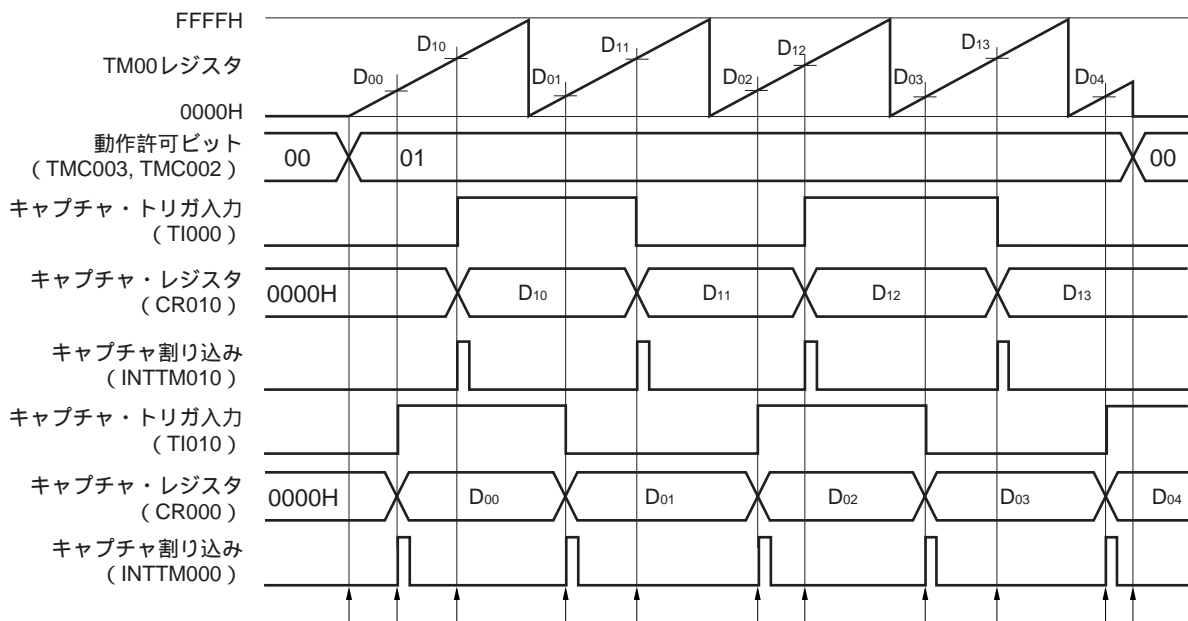 FFFFH
TM00レジスタ
0000H
D10
D11
D12
D13
D00
D01
D02
D03
D04
動作許可ビット
(TMC003, TMC002)
00
01
00
キャプチャ・トリガ入力
(TI000)
キャプチャ・レジスタ
(CR010)
0000H
D10
D11
D12
D13
キャプチャ割り込み
(INTTM010)
キャプチャ・トリガ入力
(TI010)
キャプチャ・レジスタ
(CR000)
0000H
D00
D01
D02
D03
D04
キャプチャ割り込み
(INTTM000)